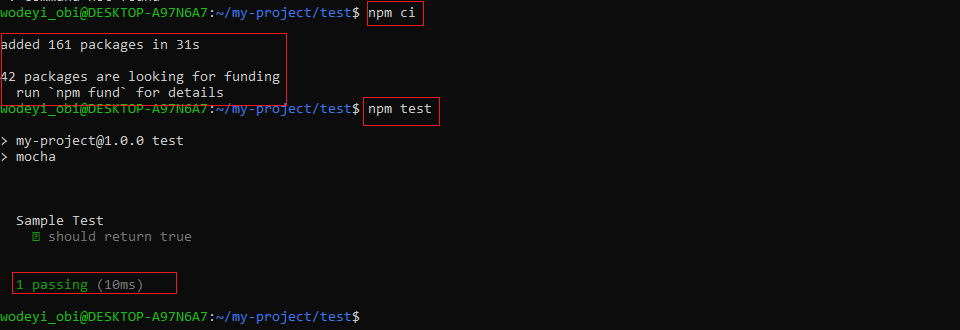 wodeyi_obi@DESKTOP-A97N6A7:~/my-project/test$ npm ci
added 161 packages in 31s
42 packages are looking for funding
run `npm fund` for details
wodeyi_obi@DESKTOP-A97N6A7:~/my-project/test$ npm test
> my-project@1.0.0 test
> mocha
Sample Test
should return true
1 passing (10ms)
wodeyi_obi@DESKTOP-A97N6A7:~/my-project/test$